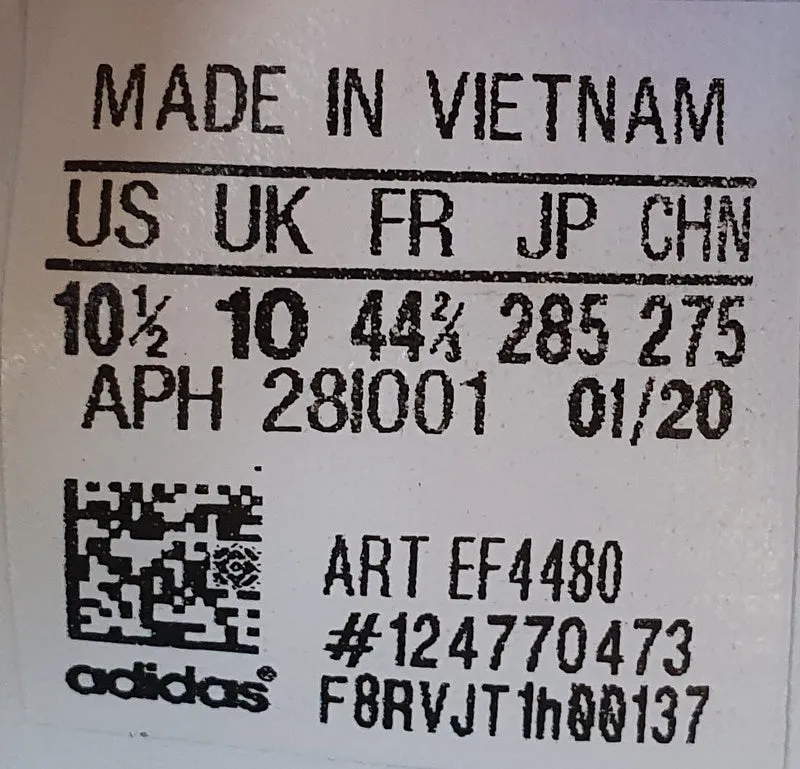 MADE IN VIETNAM
US UK FR JP CHN
10½ 10 44⅔ 285 275
APH 28I001 01/20
ART EF4480
#124770473
F8RVJT1h00137
adidas®